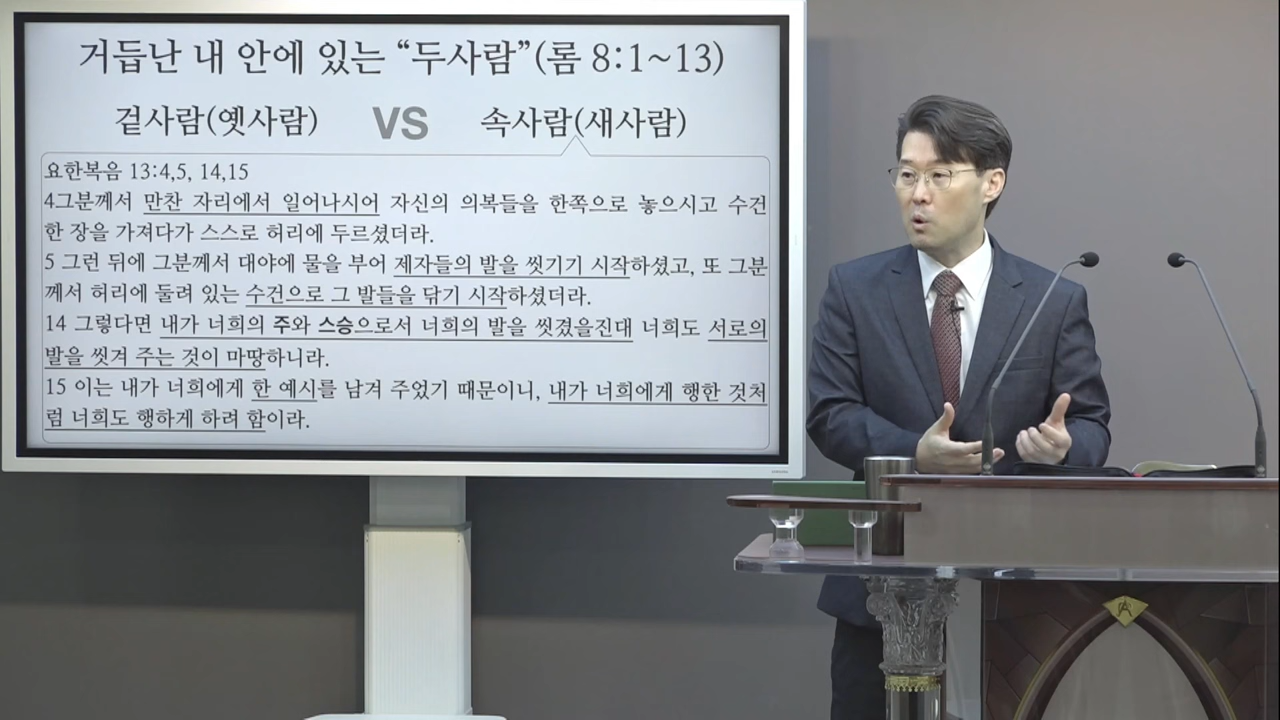 거듭난 내 안에 있는 “두사람”(롬 8:1~13)
겉사람(옛사람) VS 속사람(새사람)
요한복음 13:4,5, 14,15
4그분께서 만찬 자리에서 일어나시어 자신의 의복들을 한쪽으로 놓으시고 수건
한 장을 가져다가 스스로 허리에 두르셨더라.
5 그런 뒤에 그분께서 대야에 물을 부어 제자들의 발을 씻기기 시작하셨고, 또 그분
께서 허리에 둘려 있는 수건으로 그 발들을 닦기 시작하셨더라.
14 그렇다면 내가 너희의 주와 스승으로서 너희의 발을 씻겼을진대 너희도 서로의
발을 씻겨 주는 것이 마땅하니라.
15 이는 내가 너희에게 한 예시를 남겨 주었기 때문이니, 내가 너희에게 행한 것처
럼 너희도 행하게 하려 함이라.